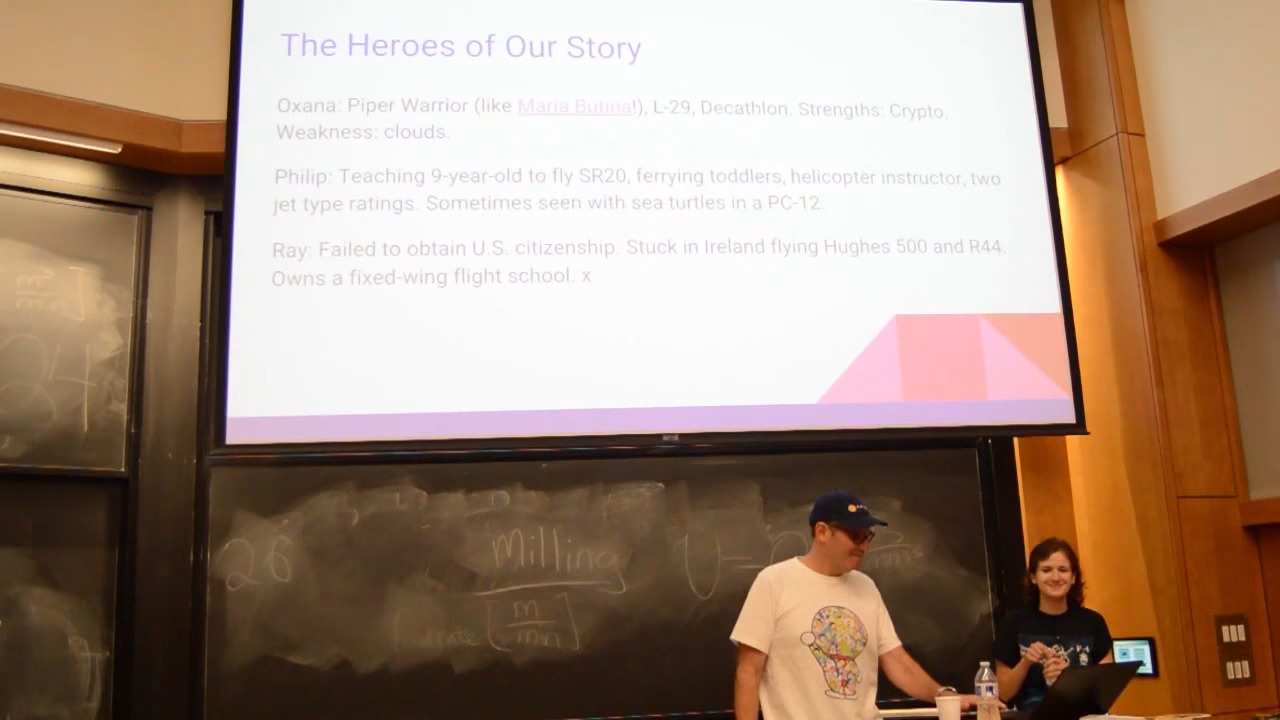 The Heroes of Our Story
Oxana: Piper Warrior (like Maria Butina!), L-29, Decathlon. Strengths: Crypto.
Weakness: clouds.
Philip: Teaching 9-year-old to fly SR20, ferrying toddlers, helicopter instructor, two
jet type ratings. Sometimes seen with sea turtles in a PC-12.
Ray: Failed to obtain U.S. citizenship. Stuck in Ireland flying Hughes 500 and R44.
Owns a fixed-wing flight school. x
26
Milling
rate [m
min]